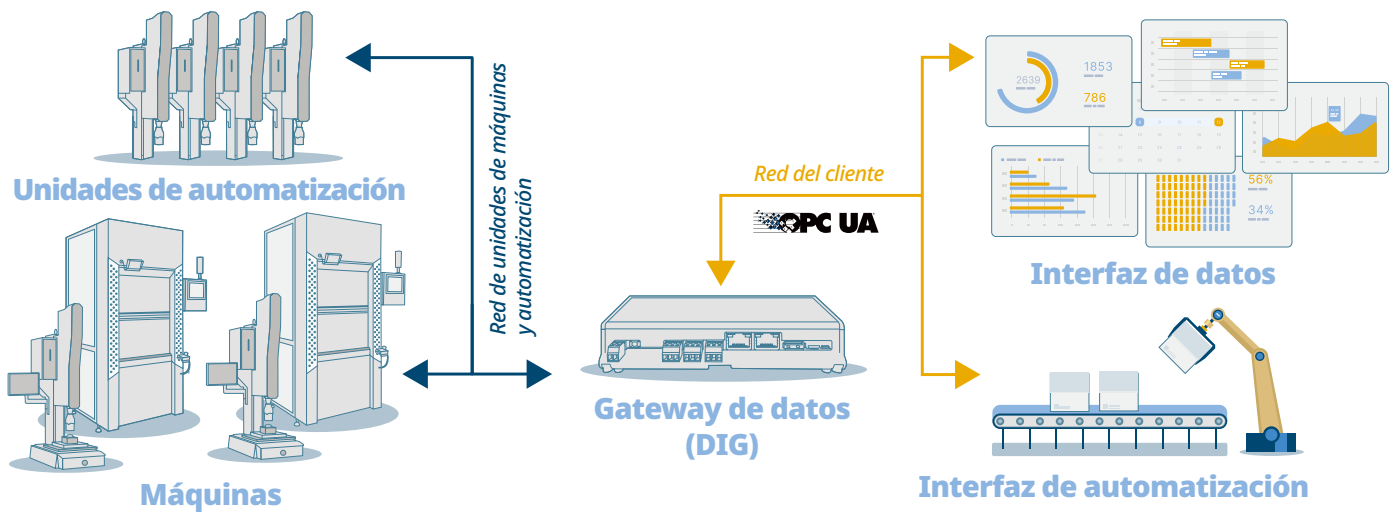 Unidades de automatización
Máquinas
Red de unidades de máquinas
y automatización
Gateway de datos
(DIG)
Red del cliente
OPC UA
2639
1853
786
56%
34%
Interfaz de datos
Interfaz de automatización